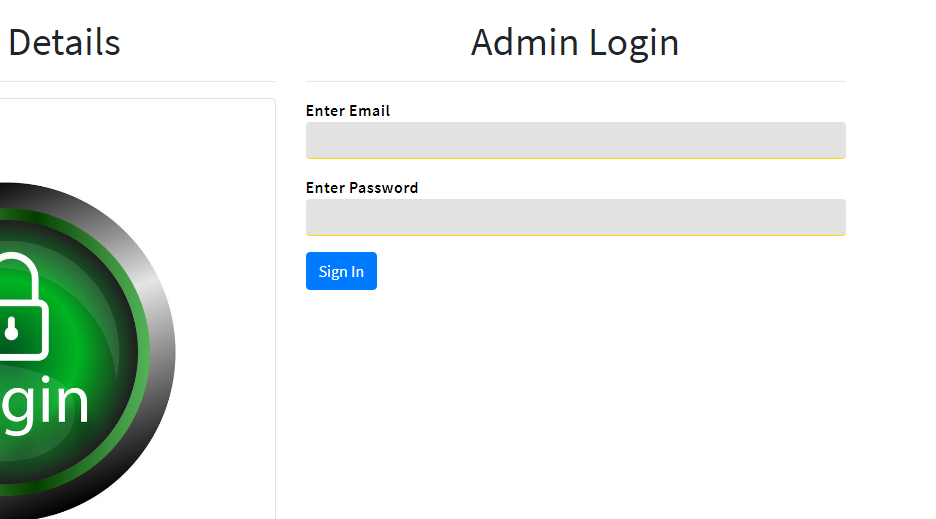 Details
Admin Login
Enter Email
Enter Password
Sign In
gin